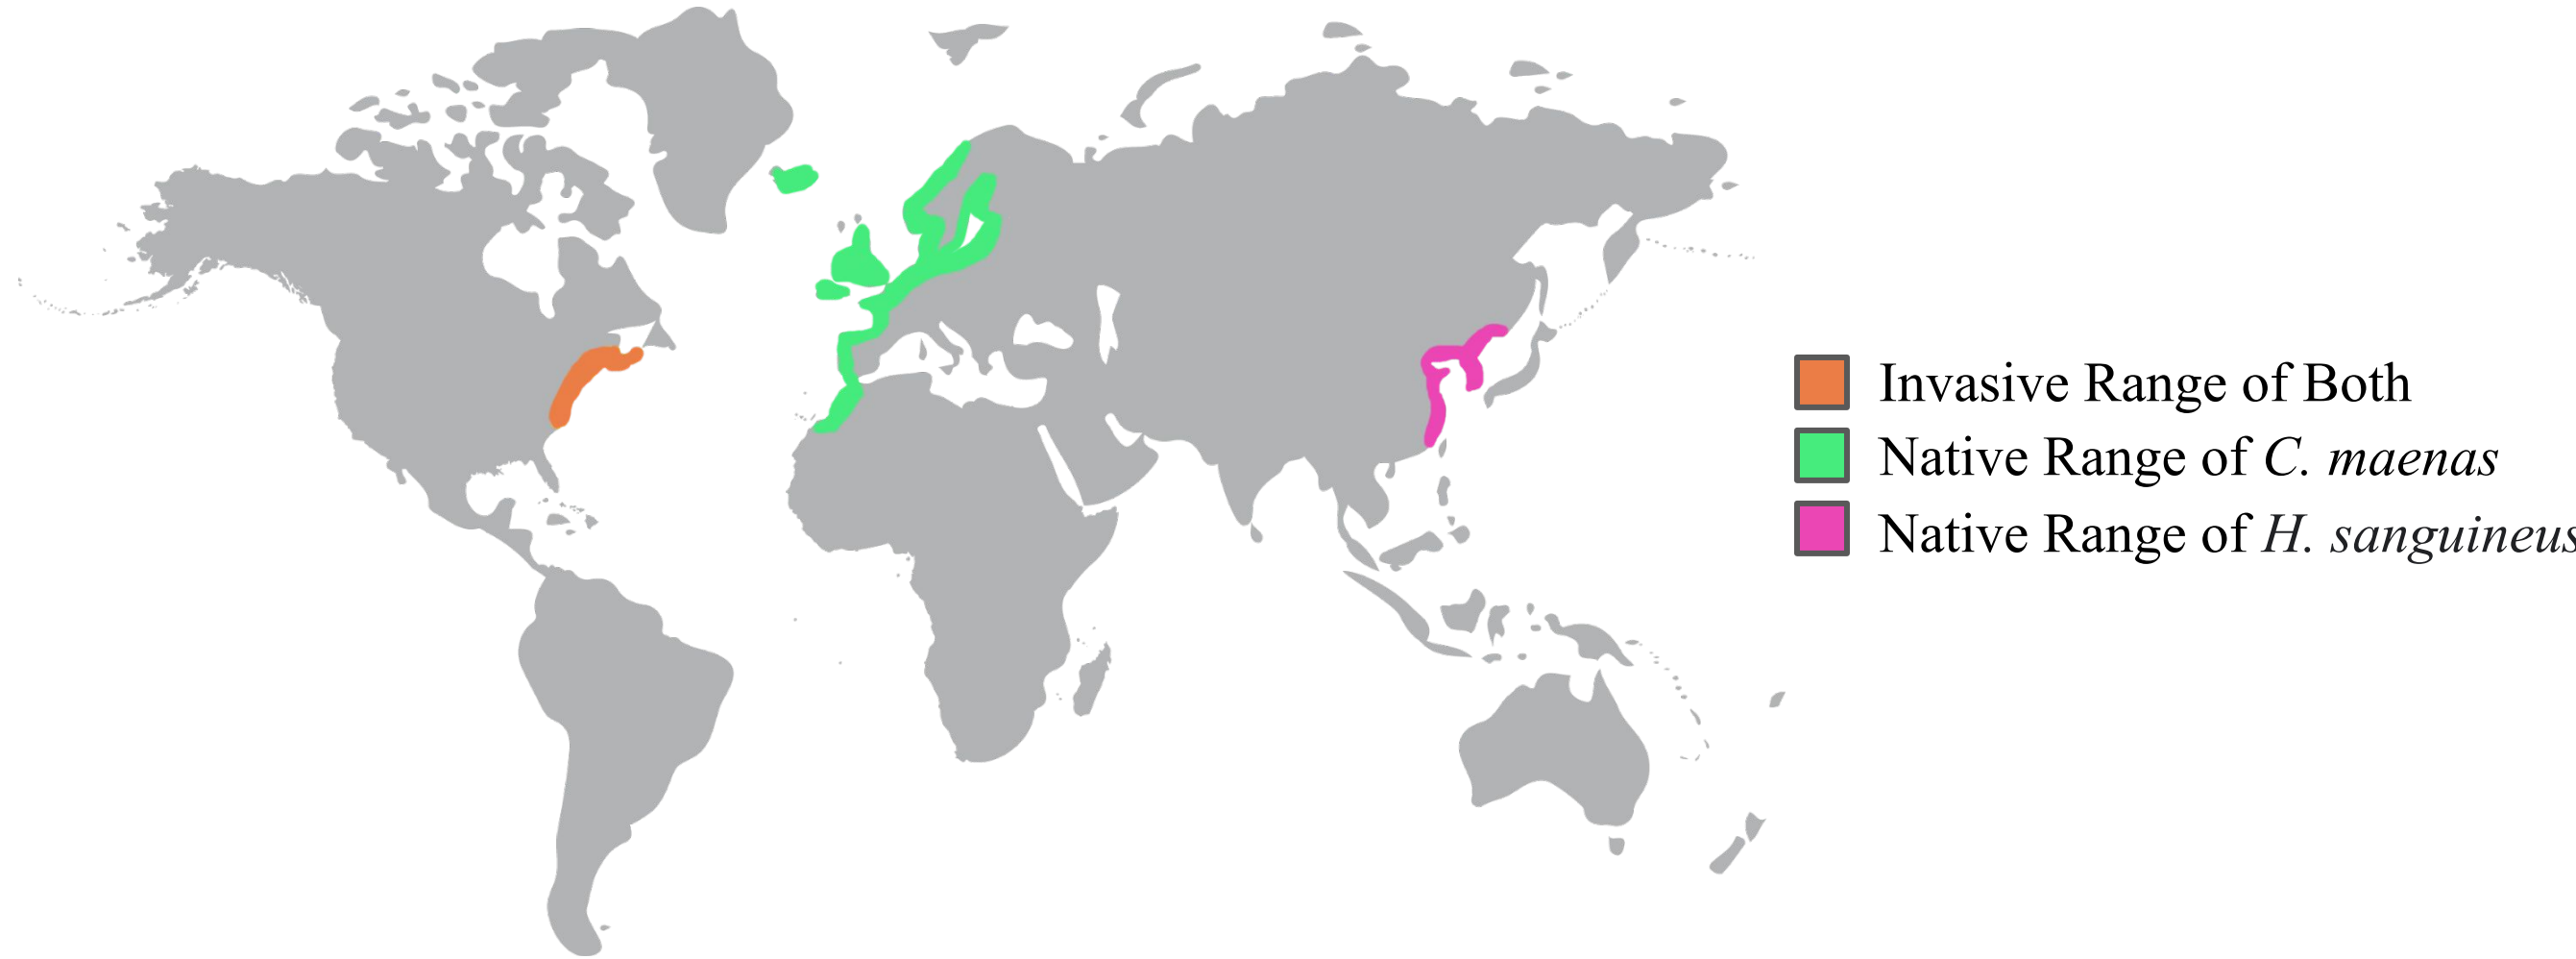 Invasive Range of Both
Native Range of C. maenas
Native Range of H. sanguineus